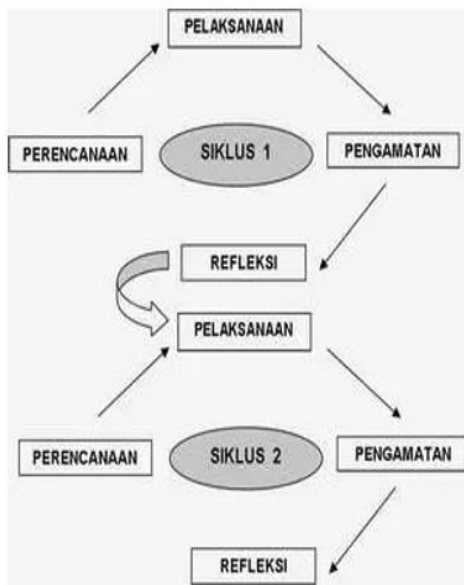 PELAKSANAAN
PERENCANAAN
SIKLUS 1
PENGAMATAN
REFLEKSI
PELAKSANAAN
PERENCANAAN
SIKLUS 2
PENGAMATAN
REFLEKSI